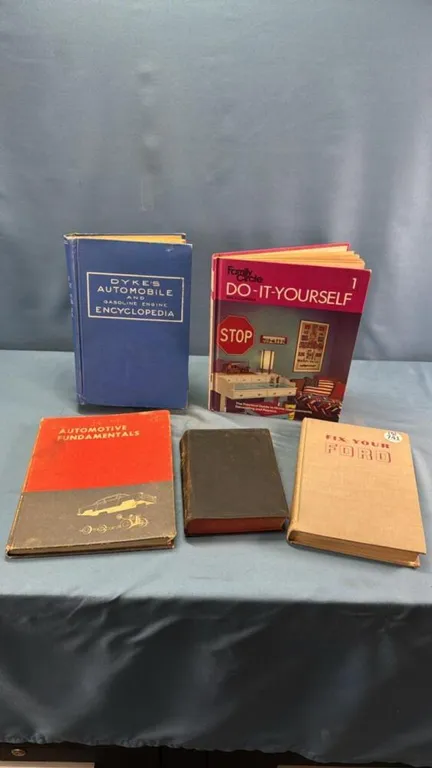 DYKE'S
AUTOMOBILE
AND
GASOLINE ENGINE
ENCYCLOPEDIA
Family
Circle
1
DO-IT-YOURSELF
STOP
AUTOMOTIVE
FUNDAMENTALS
FIX YOUR
FORD